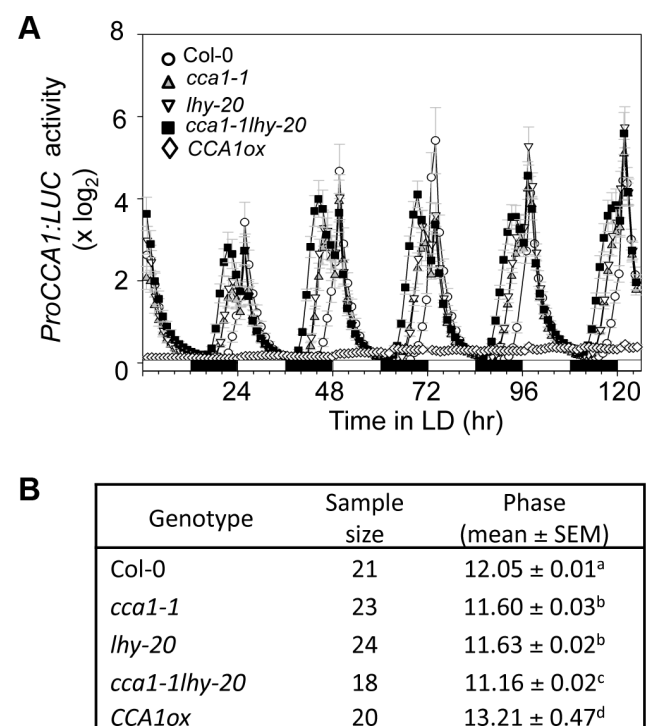 A
ProCCA1:LUC activity
(x log2)
8
6
4
2
0
Col-0
cca1-1
lhy-20
cca1-1lhy-20
CCA1ox
24 48 72 96 120
Time in LD (hr)
B
Genotype Sample size Phase (mean ± SEM)
Col-0 21 12.05 ± 0.01a
cca1-1 23 11.60 ± 0.03b
lhy-20 24 11.63 ± 0.02b
cca1-1lhy-20 18 11.16 ± 0.02c
CCA1ox 20 13.21 ± 0.47d